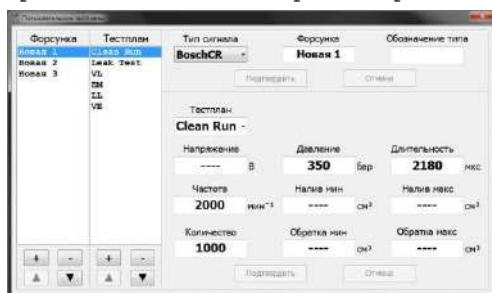 Пользовательские тестпланы
Форсунка Тестплан Тип сигнала Форсунка Обозначение типа
Новая 1 Clean Run BoschCR Новая 1
Новая 2 Leak Test
Новая 3 VL Подтвердить Отмена
EM
LL
VE
Тестплан
Clean Run
Напряжение Давление Длительность
---- В 350 бар 2180 мкс
Частота Налив мин Налив макс
2000 мин⁻¹ ---- см³ ---- см³
Количество Обратка мин Обратка макс
1000 ---- см³ ---- см³
+ - + -
▲ ▼ ▲ ▼ Подтвердить Отмена